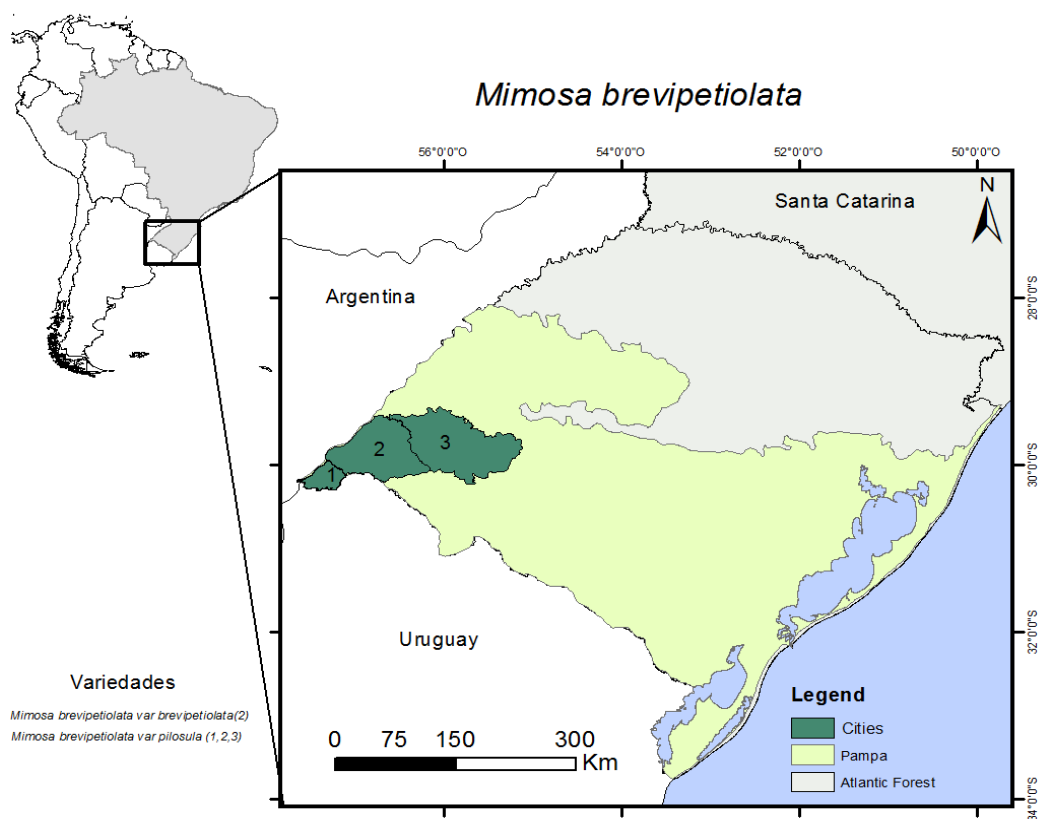 Mimosa brevipetiolata
56°0'0"O
54°0'0"O
52°0'0"O
50°0'0"O
Santa Catarina
N
Argentina
28°0'0"S
3
2
1
30°0'0"S
Uruguay
32°0'0"S
Variedades
Mimosa brevipetiolata var brevipetiolata(2)
Mimosa brevipetiolata var pilosula (1,2,3)
0 75 150 300
Km
Legend
Cities
Pampa
Atlantic Forest
34°0'0"S